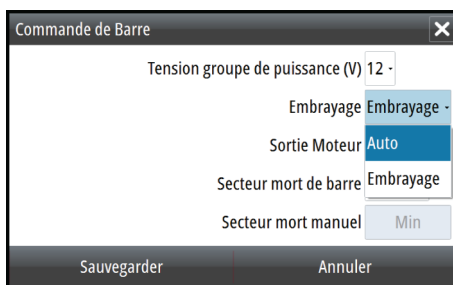 Commande de Barre
Tension groupe de puissance (V) 12
Embrayage Embrayage
Sortie Moteur Auto
Secteur mort de barre Embrayage
Secteur mort manuel Min
Sauvegarder Annuler